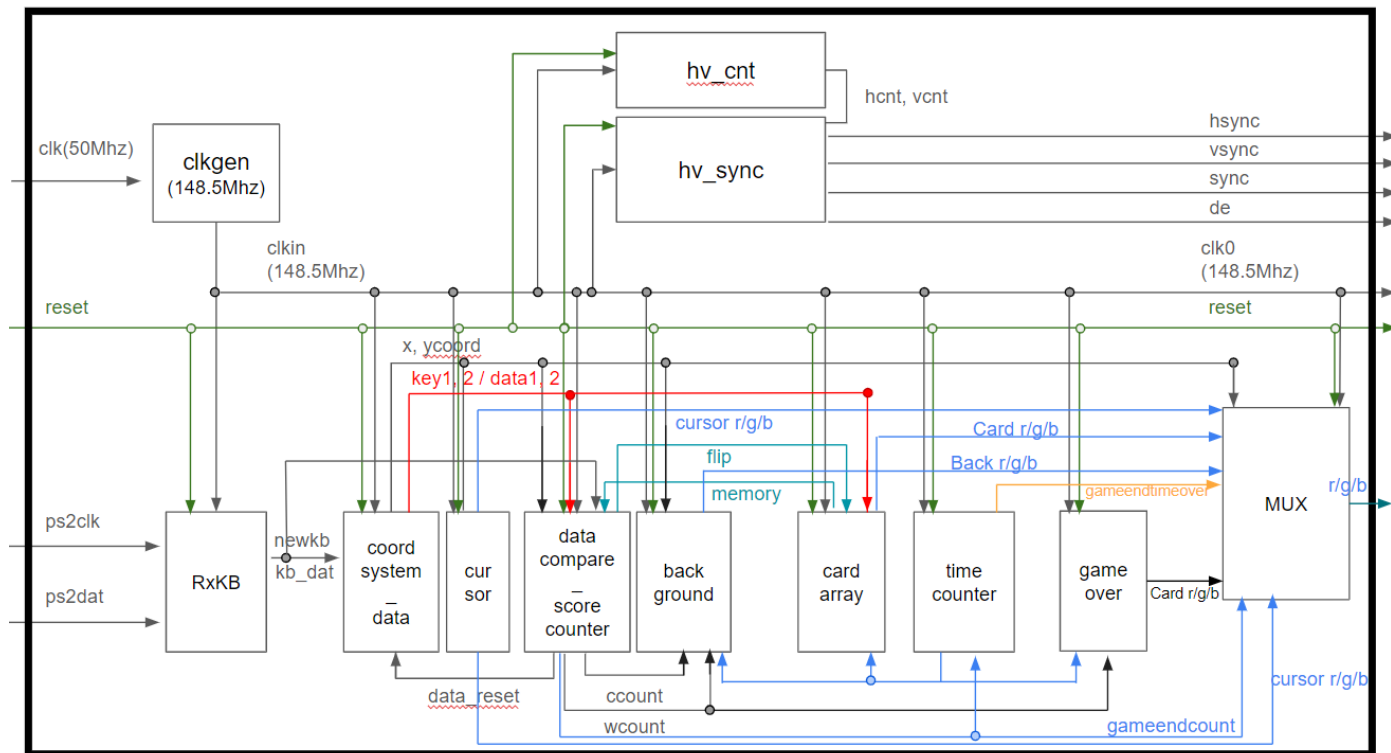 hv_cnt
hcnt, vcnt
hsync
clk(50Mhz)
clkgen
(148.5Mhz)
hv_sync
vsync
sync
de
clkin
(148.5Mhz)
clk0
(148.5Mhz)
reset
reset
x, ycoord
key1, 2 / data1, 2
cursor r/g/b
Card r/g/b
flip
Back r/g/b
memory
gameendtimeover
r/g/b
MUX
ps2clk
newkb
kb_dat
RxKB
ps2dat
coord
system
_
data
cur
sor
data
compare
_
score
counter
back
ground
card
array
time
counter
game
over
Card r/g/b
data_reset
ccount
wcount
cursor r/g/b
gameendcount